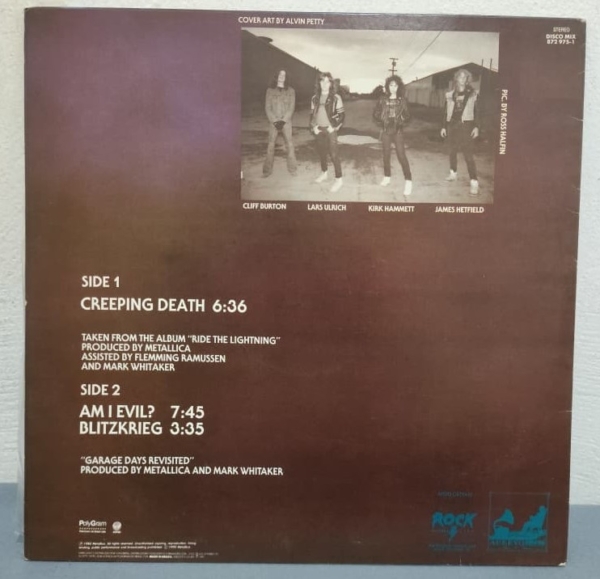 COVER ART BY ALVIN PETTY
STEREO
DISCO MIX
872 975-1
PIC. BY ROSS HALFIN
CLIFF BURTON LARS ULRICH KIRK HAMMETT JAMES HETFIELD
SIDE 1
CREEPING DEATH 6:36
TAKEN FROM THE ALBUM "RIDE THE LIGHTNING"
PRODUCED BY METALLICA
ASSISTED BY FLEMMING RAMUSSEN
AND MARK WHITAKER
SIDE 2
AM I EVIL? 7:45
BLITZKRIEG 3:35
"GARAGE DAYS REVISITED"
PRODUCED BY METALLICA AND MARK WHITAKER
PolyGram
ROCK